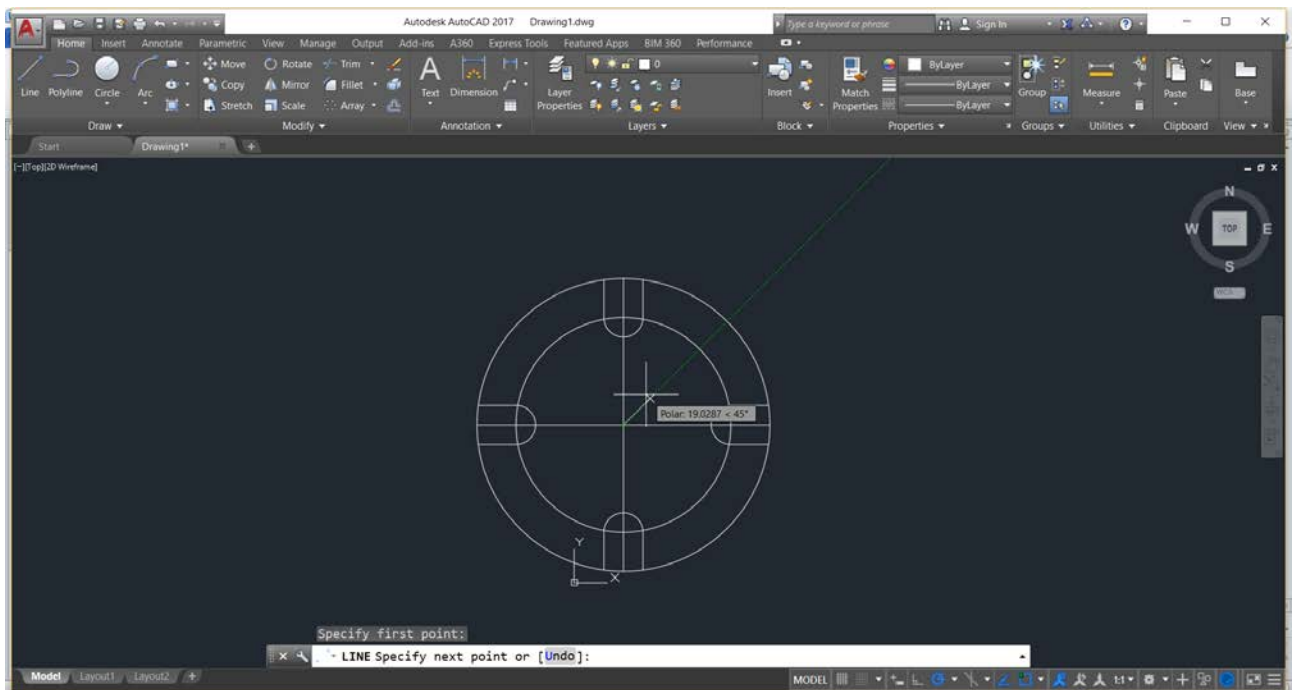 Autodesk AutoCAD 2017 Drawing1.dwg
Type a keyword or phrase
Sign In
Home Insert Annotate Parametric View Manage Output Add-ins A360 Express Tools Featured Apps BIM 360 Performance
Line Polyline Circle Arc
Move Rotate Trim
Copy Mirror Fillet
Stretch Scale Array
Text Dimension
Layer Properties
0
Insert
Match Properties
ByLayer
ByLayer
ByLayer
Group
Measure
Paste
Base
Draw Modify Annotation Layers Block Properties Groups Utilities Clipboard View
Start Drawing1*
[-][Top][2D Wireframe]
N
W TOP E
S
Polar: 19.0287 < 45°
Y
X
Specify first point:
LINE Specify next point or [Undo]:
Model Layout1 Layout2 +
MODEL 1:1